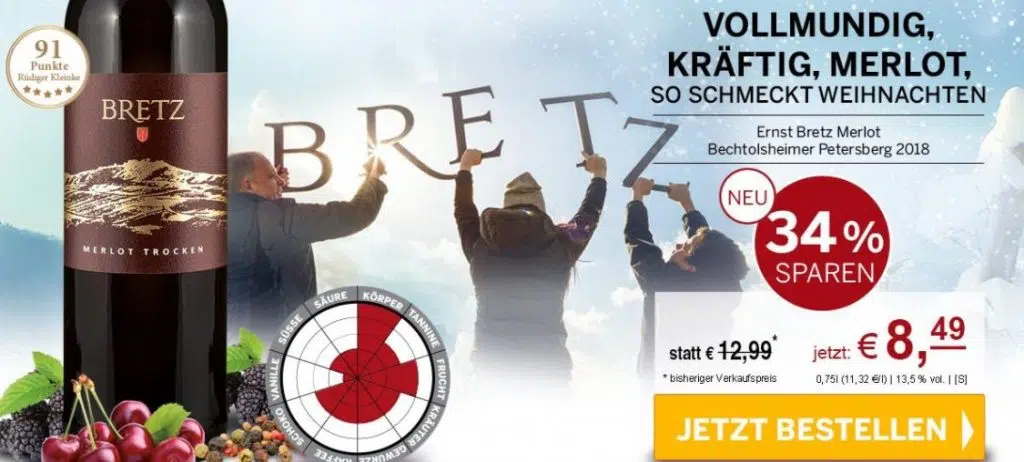 91
Punkte
Rüdiger Kleinke
BRETZ
MERLOT TROCKEN
BRETZ
VOLLMUNDIG,
KRÄFTIG, MERLOT,
SO SCHMECKT WEIHNACHTEN
Ernst Bretz Merlot
Bechtolsheimer Petersberg 2018
NEU
34%
SPAREN
statt € 12,99*
* bisheriger Verkaufspreis
jetzt: € 8,49
0,75l (11,32 €/l) | 13,5% vol. | [S]
JETZT BESTELLEN
SÄURE
KÖRPER
TANNINE
FRUCHT
KRÄUTER
GEWÜRZE
KAFFEE
SCHOKO
VANILLE
SÜSSE